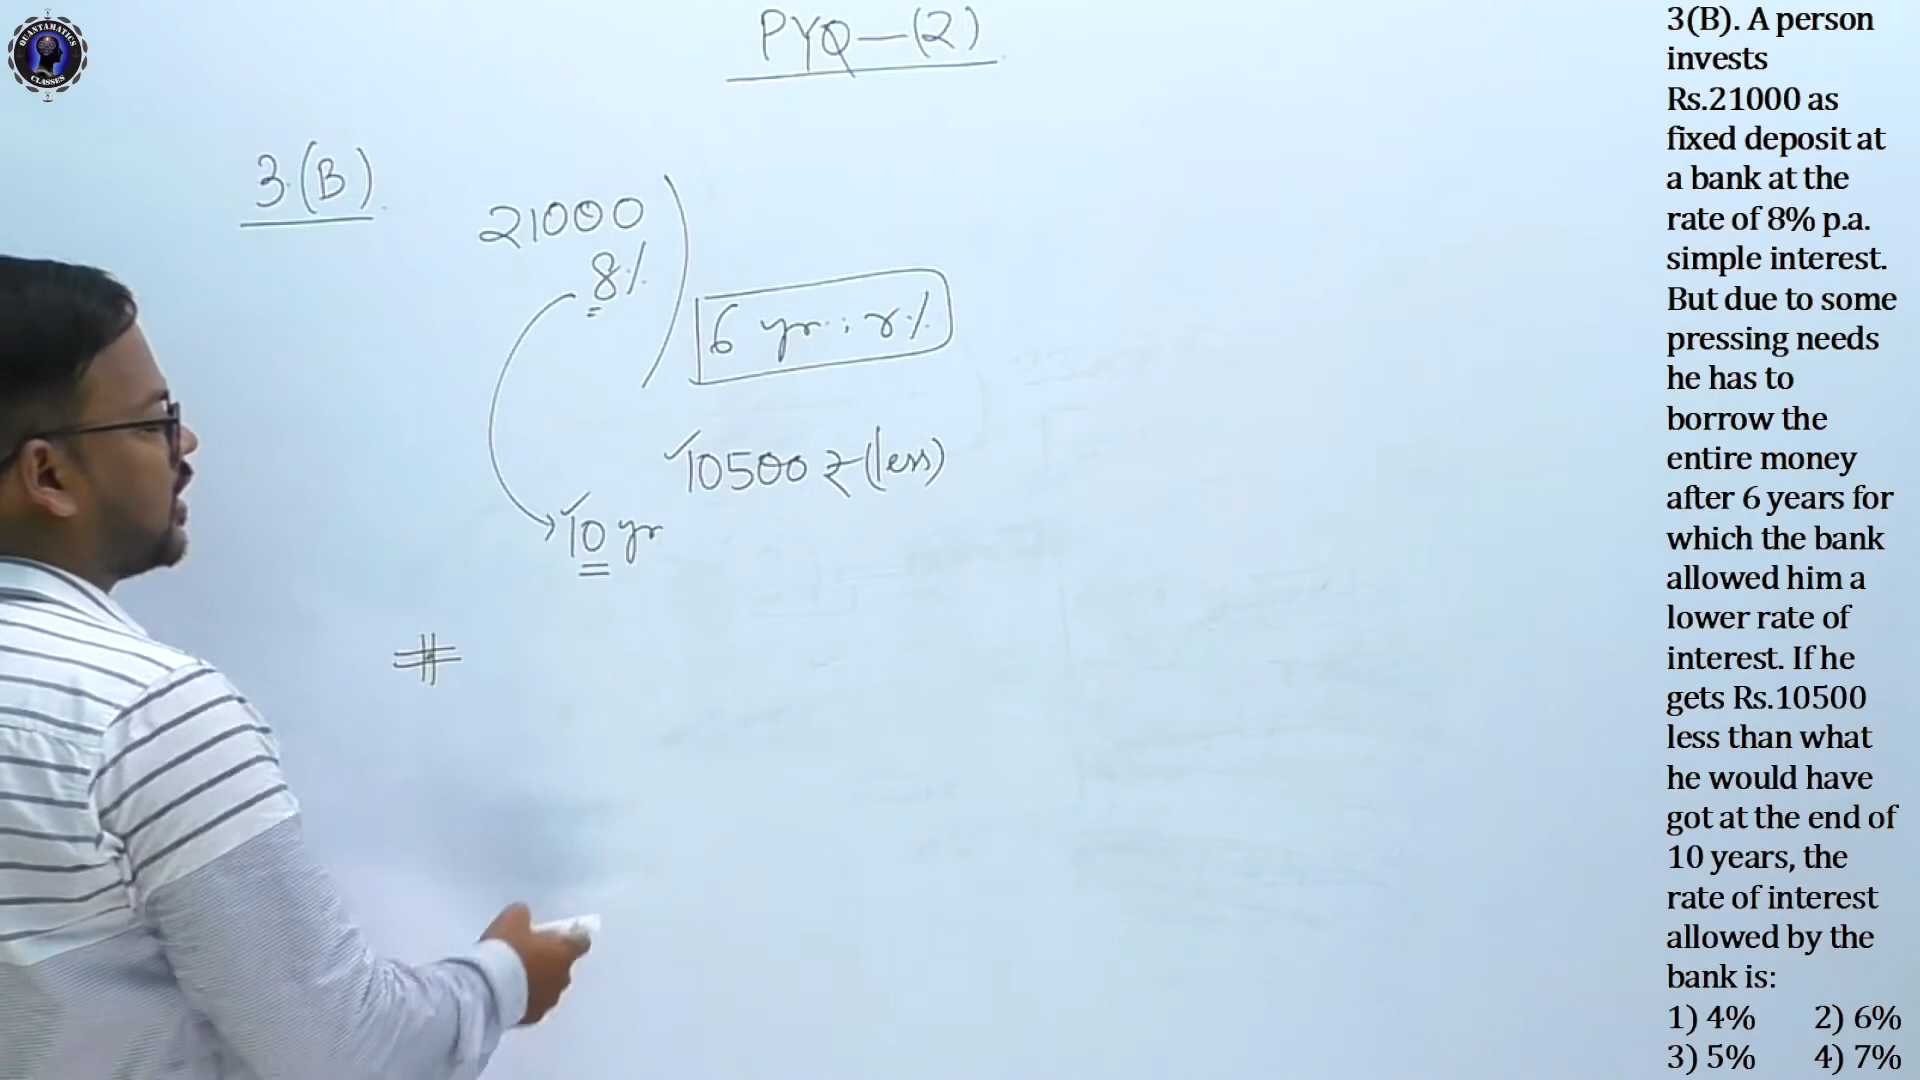 QUANTAMATICS
CLASSES
PYQ—(2)
3.(B).
21000
8%
6 yr : r%
10500 ₹ (less)
10 yr
#
3(B). A person
invests
Rs.21000 as
fixed deposit at
a bank at the
rate of 8% p.a.
simple interest.
But due to some
pressing needs
he has to
borrow the
entire money
after 6 years for
which the bank
allowed him a
lower rate of
interest. If he
gets Rs.10500
less than what
he would have
got at the end of
10 years, the
rate of interest
allowed by the
bank is:
1) 4% 2) 6%
3) 5% 4) 7%